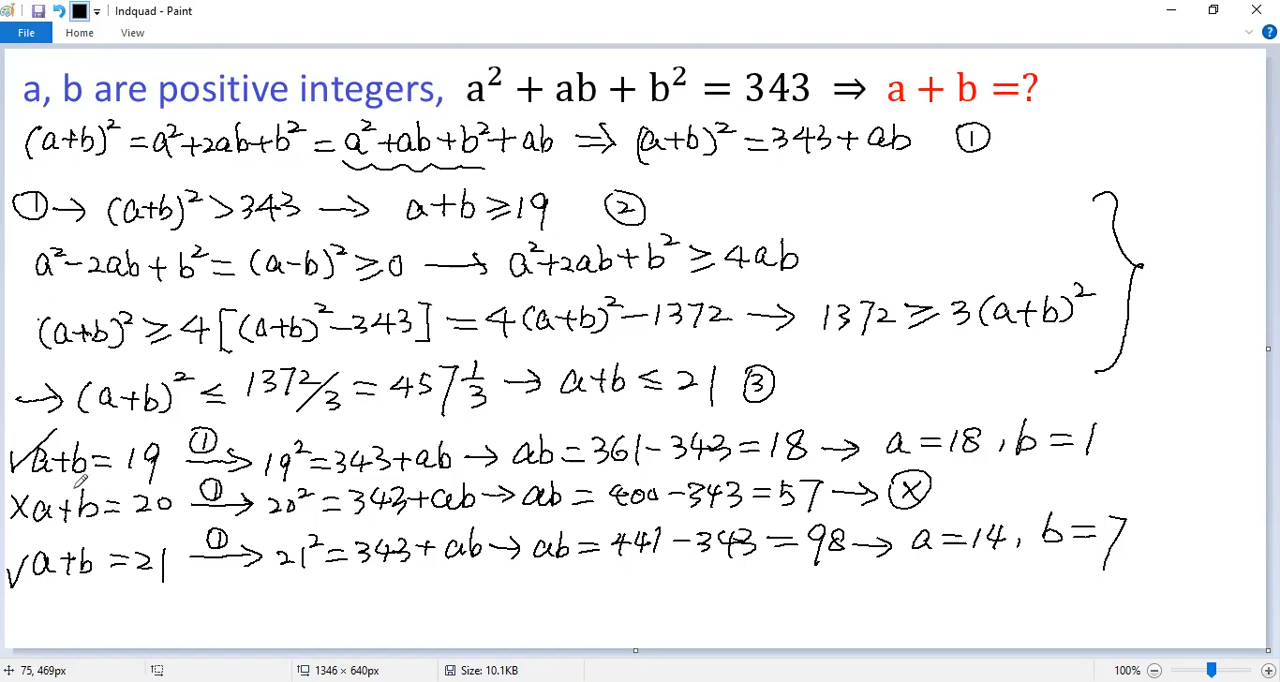 Indquad - Paint
File Home View
a, b are positive integers, a² + ab + b² = 343 ⇒ a + b =?
(a+b)² = a²+2ab+b² = a²+ab+b²+ab ⇒ (a+b)² = 343+ab ①
① → (a+b)² > 343 → a+b ≥ 19 ②
a²-2ab+b² = (a-b)² ≥ 0 → a²+2ab+b² ≥ 4ab
(a+b)² ≥ 4[(a+b)²-343] = 4(a+b)²-1372 → 1372 ≥ 3(a+b)²
→ (a+b)² ≤ 1372/3 = 457 1/3 → a+b ≤ 21 ③
✓a+b = 19 ①→ 19² = 343+ab → ab = 361-343 = 18 → a = 18, b = 1
×a+b = 20 ①→ 20² = 343+ab → ab = 400-343 = 57 → ⊗
✓a+b = 21 ①→ 21² = 343+ab → ab = 441-343 = 98 → a = 14, b = 7
75, 469px 1346 × 640px Size: 10.1KB 100%